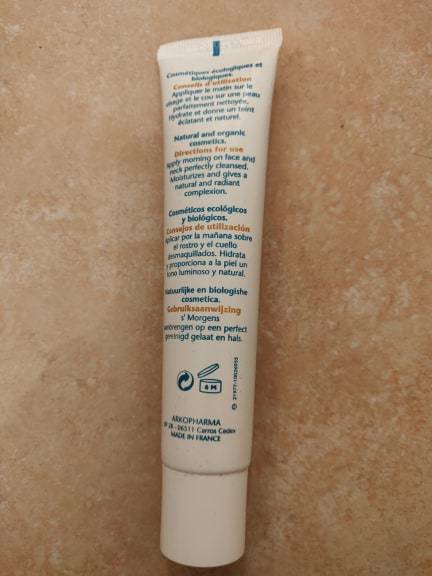 Cosmétiques écologiques et
biologiques.
Conseils d'utilisation
Appliquer le matin sur le
visage et le cou sur une peau
parfaitement nettoyée.
Hydrate et donne un teint
éclatant et naturel.
Natural and organic
cosmetics.
Directions for use
Apply morning on face and
neck perfectly cleansed.
Moisturizes and gives a
natural and radiant
complexion.
Cosméticos ecológicos
y biológicos.
Consejos de utilización
Aplicar por la mañana sobre
el rostro y el cuello
desmaquillados. Hidrata
y proporciona a la piel un
tono luminoso y natural.
Natuurlijke en biologishe
cosmetica.
Gebruiksaanwijzing
s' Morgens
aanbrengen op een perfect
gereinigd gelaat en hals.
6 M
ARKOPHARMA
BP 28 - 06511 Carros Cedex
MADE IN FRANCE